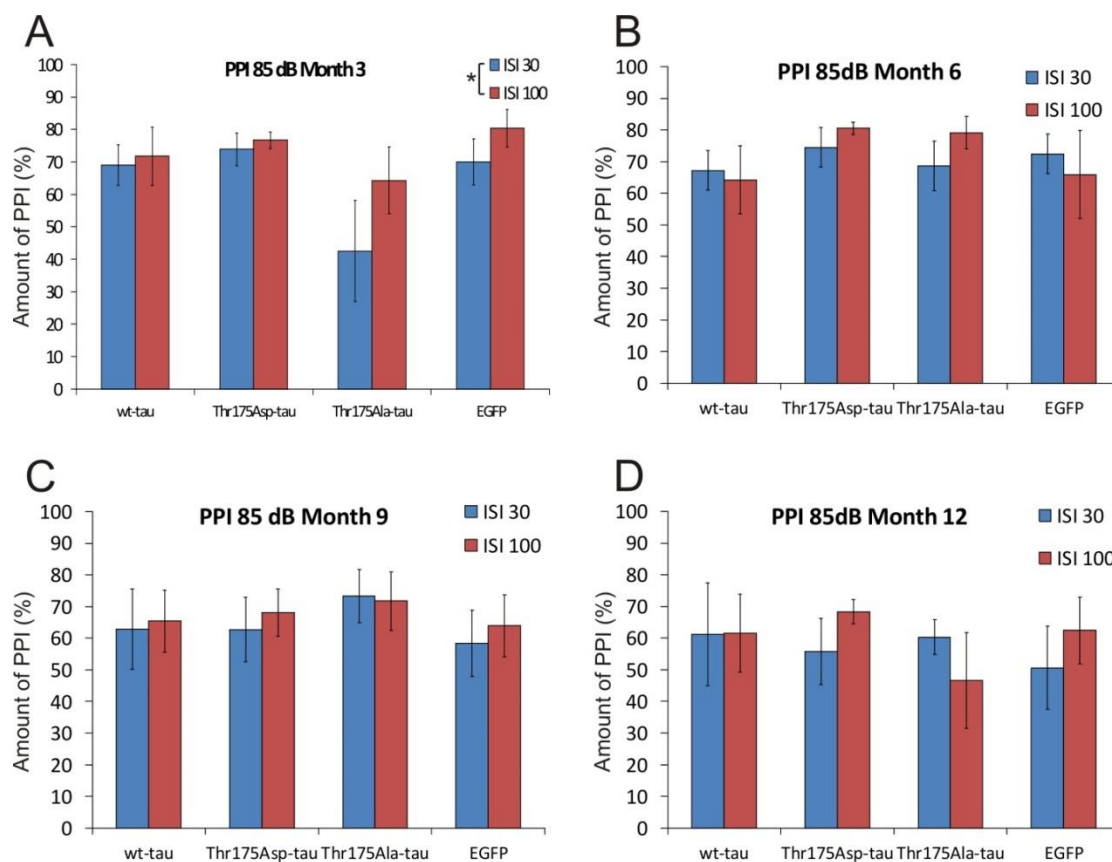 A
PPI 85 dB Month 3
* ISI 30
ISI 100
Amount of PPI (%)
100
90
80
70
60
50
40
30
20
10
0
wt-tau Thr175Asp-tau Thr175Ala-tau EGFP
B
PPI 85dB Month 6
ISI 30
ISI 100
Amount of PPI (%)
100
90
80
70
60
50
40
30
20
10
0
wt-tau Thr175Asp-tau Thr175Ala-tau EGFP
C
PPI 85 dB Month 9
ISI 30
ISI 100
Amount of PPI (%)
100
90
80
70
60
50
40
30
20
10
0
wt-tau Thr175Asp-tau Thr175Ala-tau EGFP
D
PPI 85dB Month 12
ISI 30
ISI 100
Amount of PPI (%)
100
90
80
70
60
50
40
30
20
10
0
wt-tau Thr175Asp-tau Thr175Ala-tau EGFP